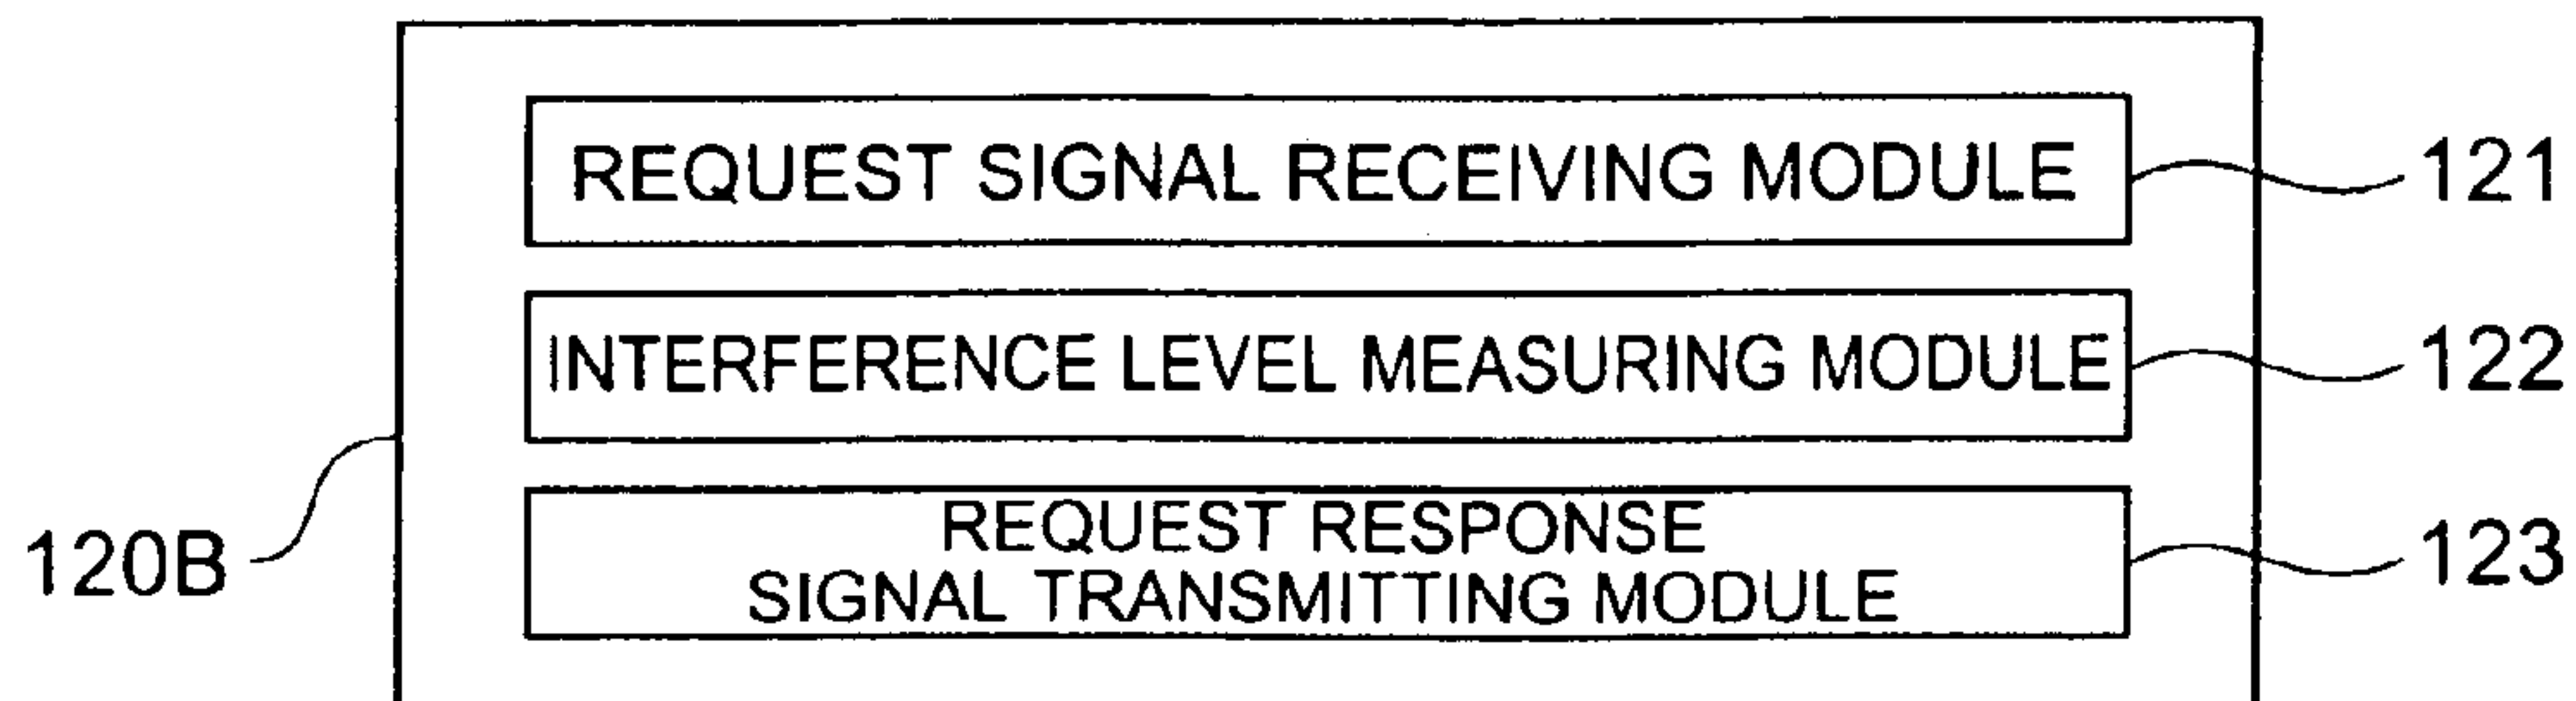 REQUEST SIGNAL RECEIVING MODULE
121
INTERFERENCE LEVEL MEASURING MODULE
122
120B
REQUEST RESPONSE
SIGNAL TRANSMITTING MODULE
123